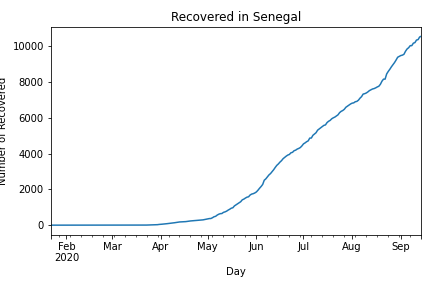 Recovered in Senegal
Number of Recovered
10000
8000
6000
4000
2000
0
Feb Mar Apr May Jun Jul Aug Sep
2020
Day